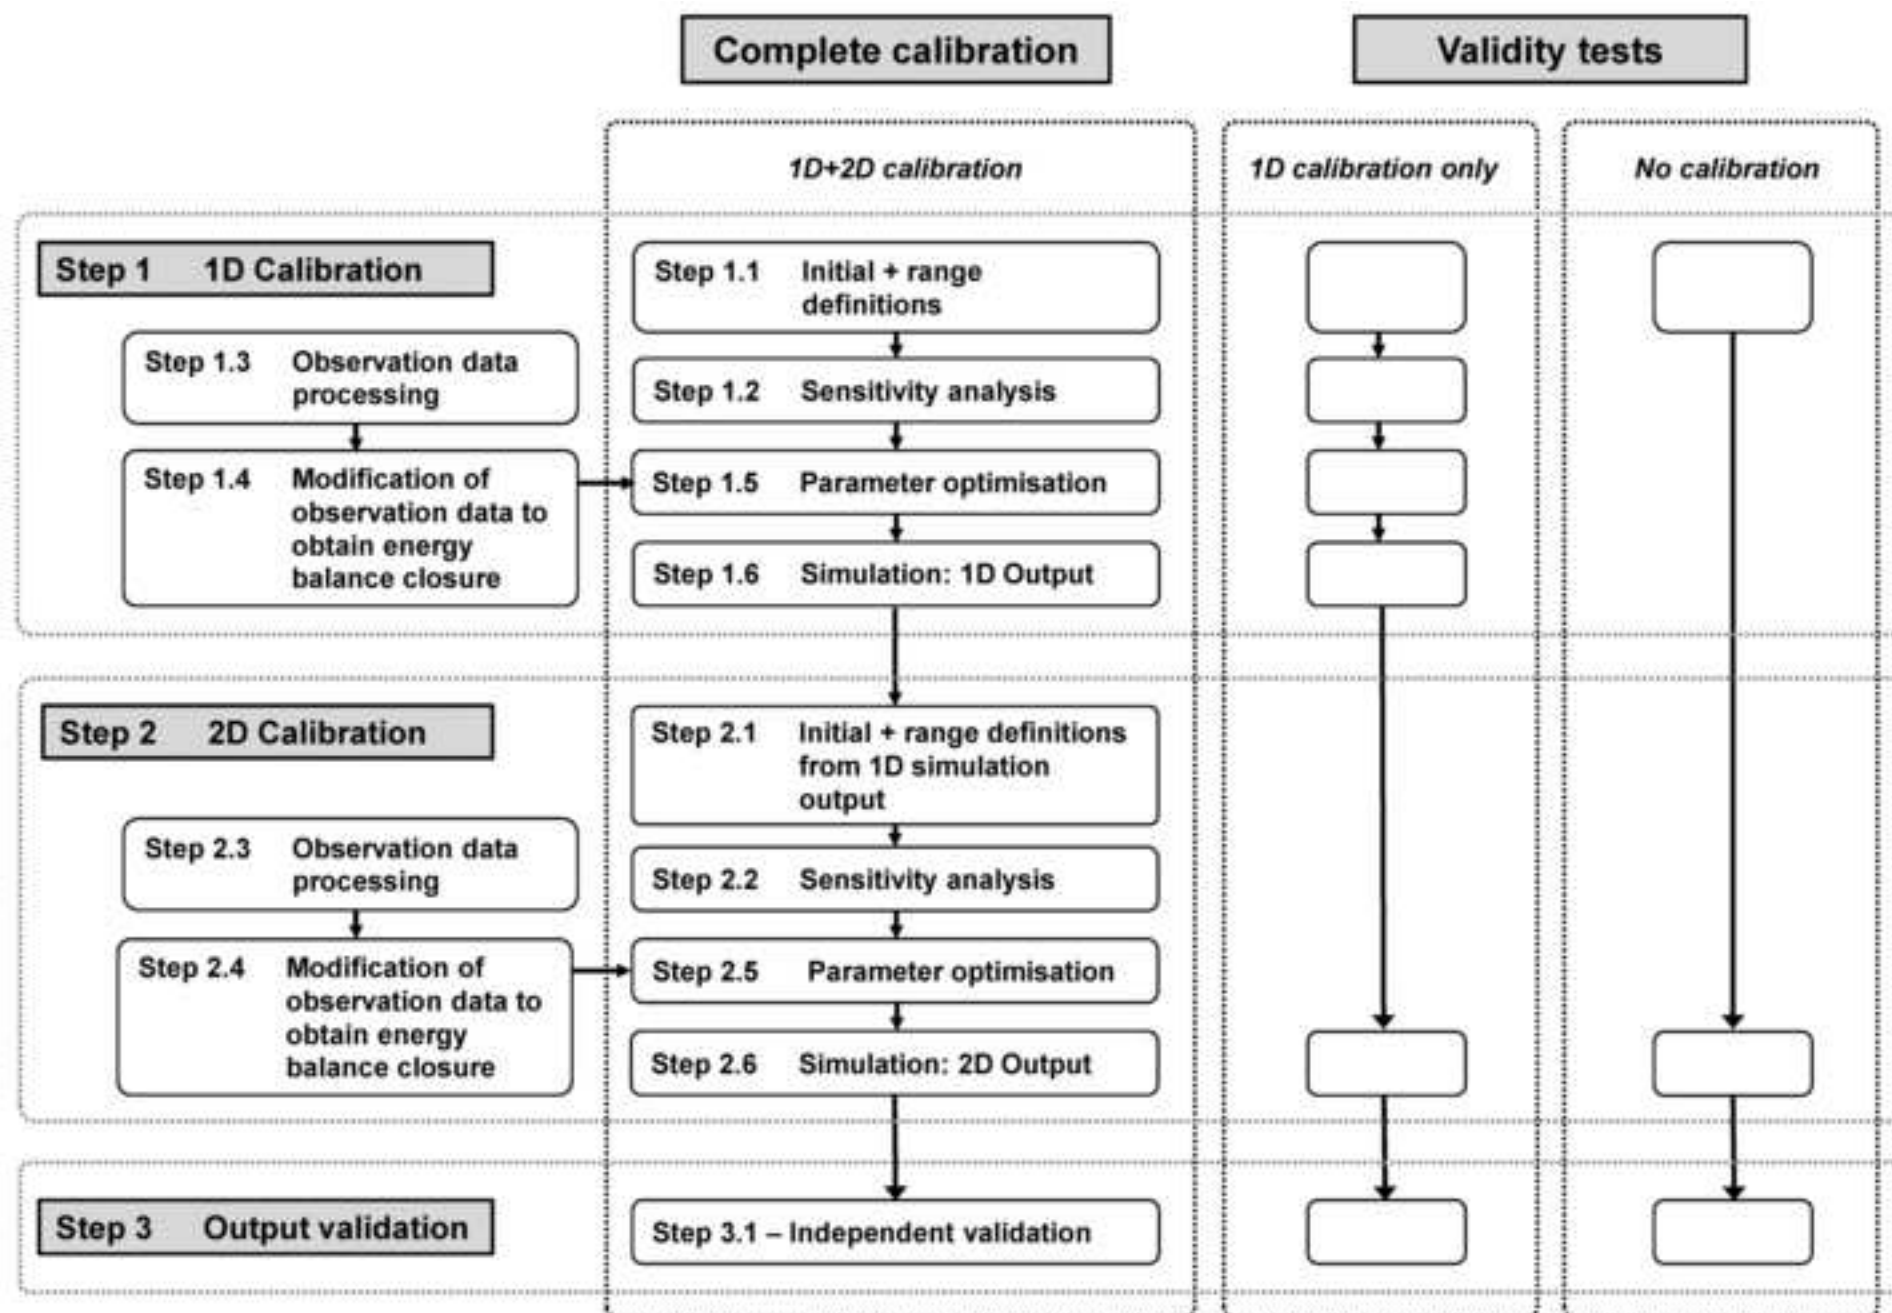 Complete calibration
Validity tests
1D+2D calibration
1D calibration only
No calibration
Step 1 1D Calibration
Step 1.1 Initial + range
definitions
Step 1.3 Observation data
processing
Step 1.2 Sensitivity analysis
Step 1.4 Modification of
observation data to
obtain energy
balance closure
Step 1.5 Parameter optimisation
Step 1.6 Simulation: 1D Output
Step 2 2D Calibration
Step 2.1 Initial + range definitions
from 1D simulation
output
Step 2.3 Observation data
processing
Step 2.2 Sensitivity analysis
Step 2.4 Modification of
observation data to
obtain energy
balance closure
Step 2.5 Parameter optimisation
Step 2.6 Simulation: 2D Output
Step 3 Output validation
Step 3.1 – Independent validation